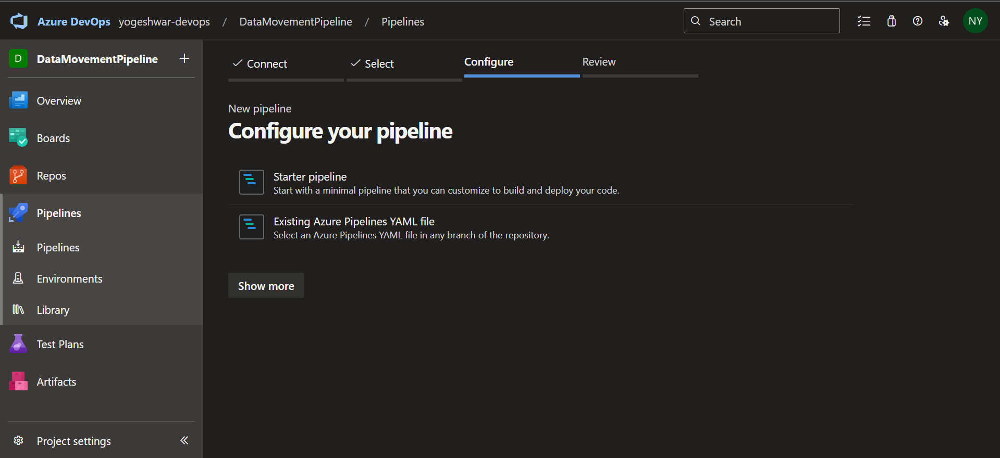 Azure DevOps yogeshwar-devops / DataMovementPipeline / Pipelines
Search
NY
D DataMovementPipeline
Overview
Boards
Repos
Pipelines
Pipelines
Environments
Library
Test Plans
Artifacts
Project settings
Connect
Select
Configure
Review
New pipeline
Configure your pipeline
Starter pipeline
Start with a minimal pipeline that you can customize to build and deploy your code.
Existing Azure Pipelines YAML file
Select an Azure Pipelines YAML file in any branch of the repository.
Show more